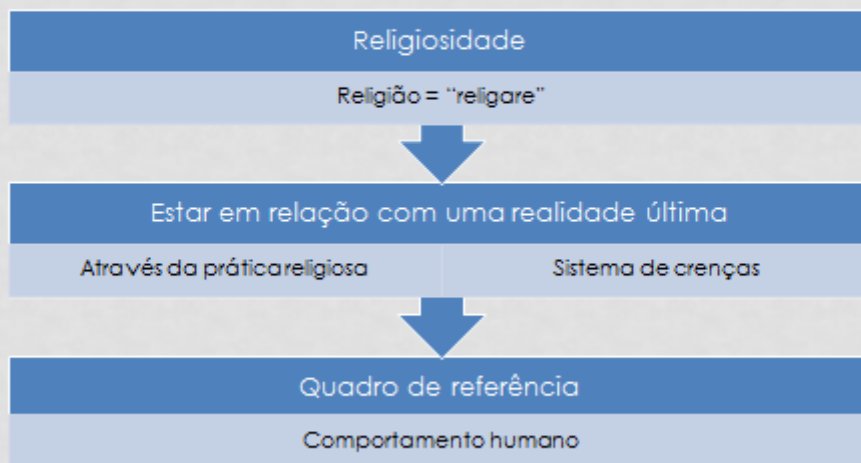 Religiosidade
Religião = "religare"
Estar em relação com uma realidade última
Através da prática religiosa
Sistema de crenças
Quadro de referência
Comportamento humano